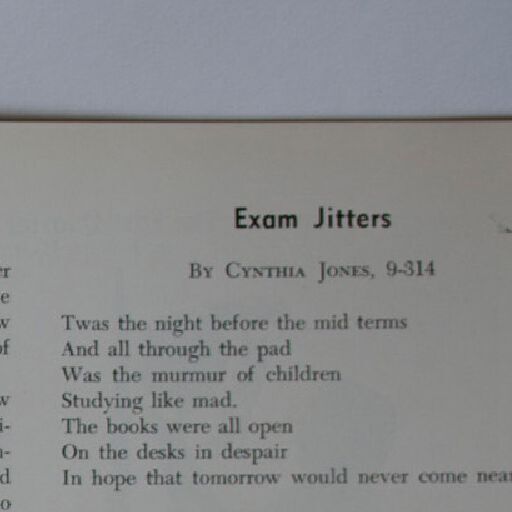 Exam Jitters
By Cynthia Jones, 9-314
Twas the night before the mid terms
And all through the pad
Was the murmur of children
Studying like mad.
The books were all open
On the desks in despair
In hope that tomorrow would never come near